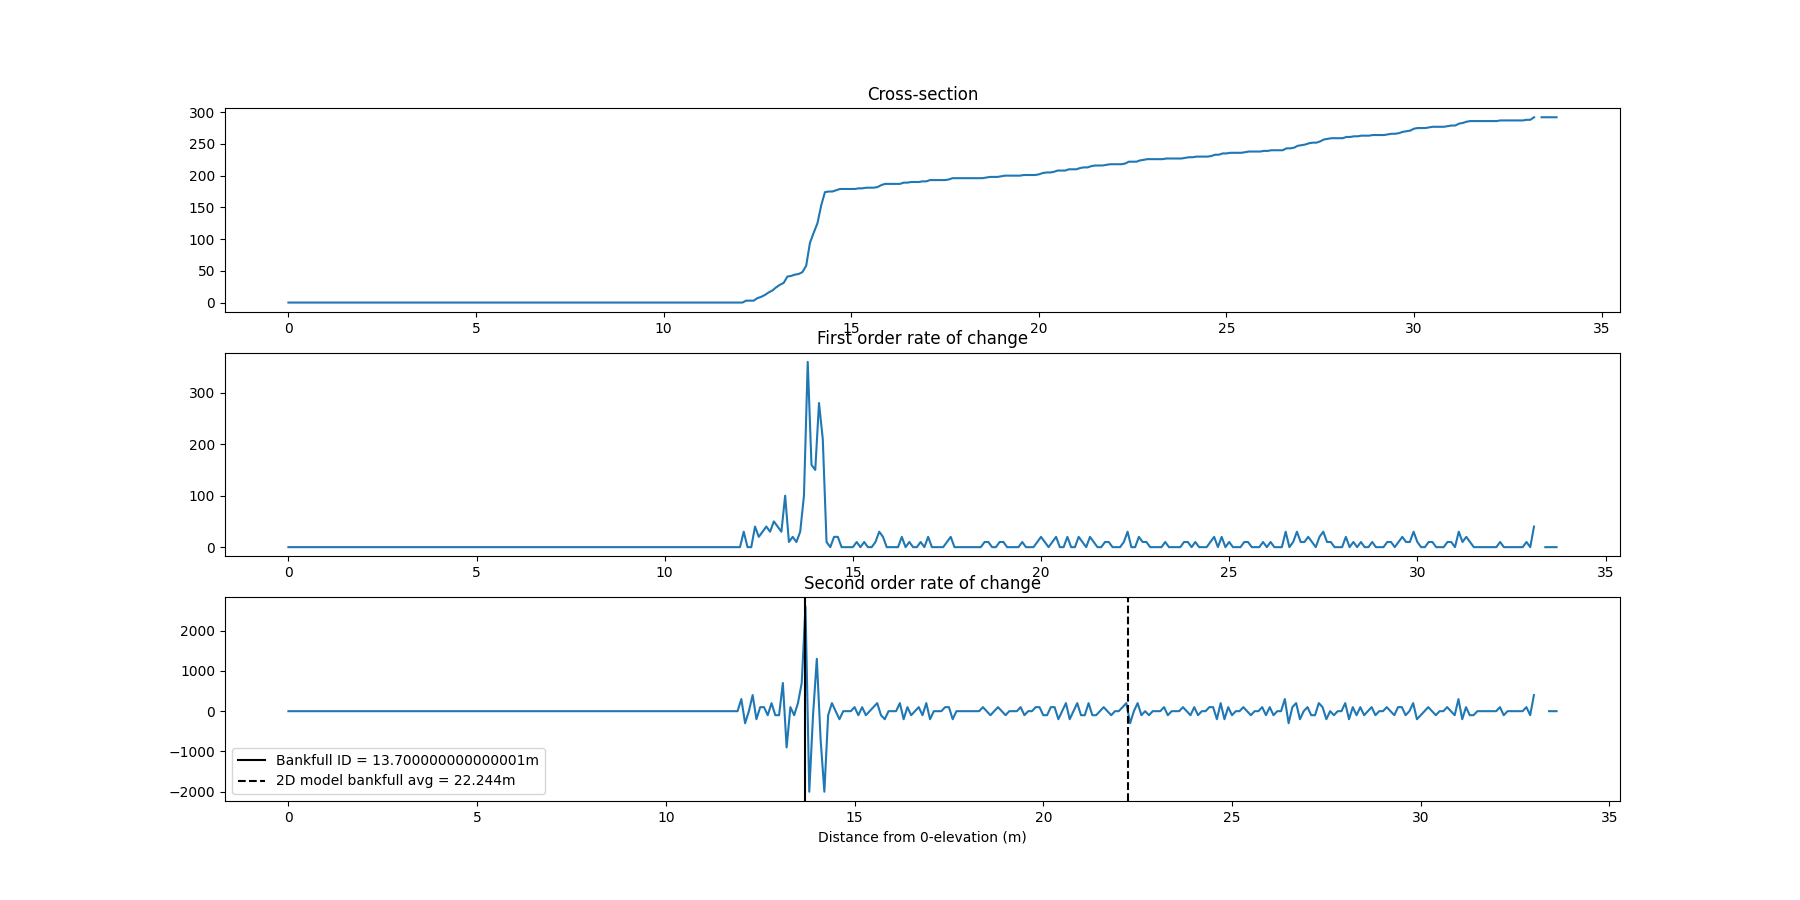 Cross-section
300
250
200
150
100
50
0
0 5 10 15 20 25 30 35
First order rate of change
300
200
100
0
0 5 10 15 20 25 30 35
Second order rate of change
2000
1000
0
−1000
−2000
Bankfull ID = 13.700000000000001m
2D model bankfull avg = 22.244m
0 5 10 15 20 25 30 35
Distance from 0-elevation (m)